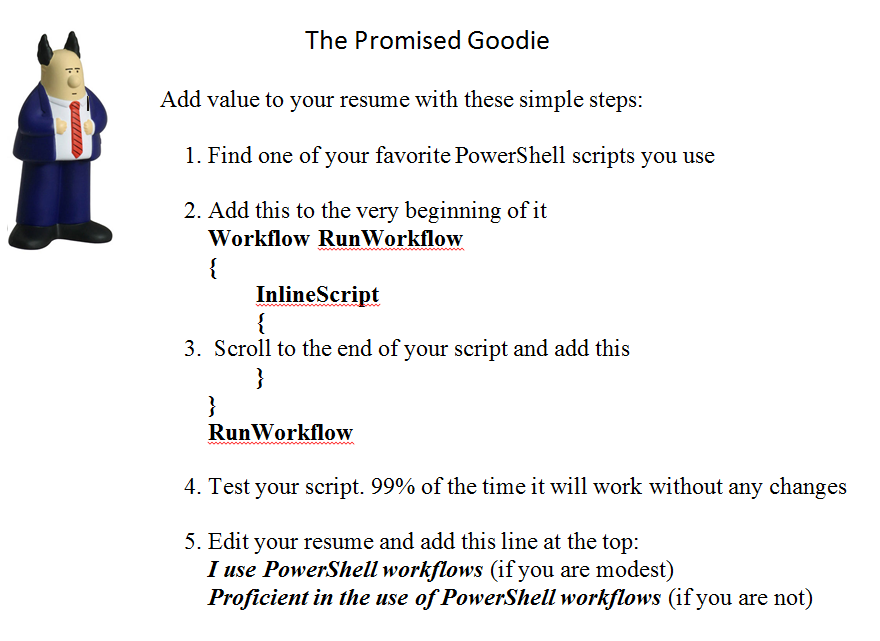 The Promised Goodie
Add value to your resume with these simple steps:
1. Find one of your favorite PowerShell scripts you use
2. Add this to the very beginning of it
Workflow RunWorkflow
{
InlineScript
{
3. Scroll to the end of your script and add this
}
}
RunWorkflow
4. Test your script. 99% of the time it will work without any changes
5. Edit your resume and add this line at the top:
I use PowerShell workflows (if you are modest)
Proficient in the use of PowerShell workflows (if you are not)